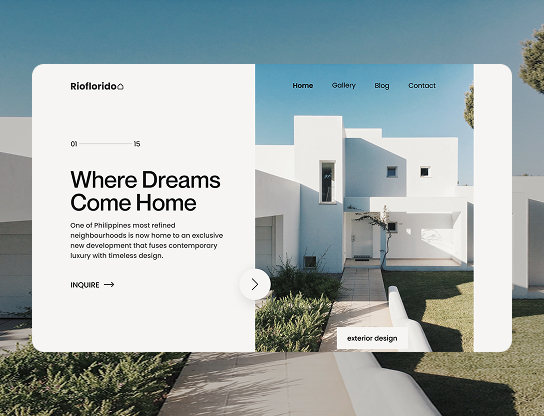 Rioflorido
Home Gallery Blog Contact
01 15
Where Dreams
Come Home
One of Philippines most refined
neighbourhoods is now home to an exclusive
new development that fuses contemporary
luxury with timeless design.
INQUIRE
exterior design